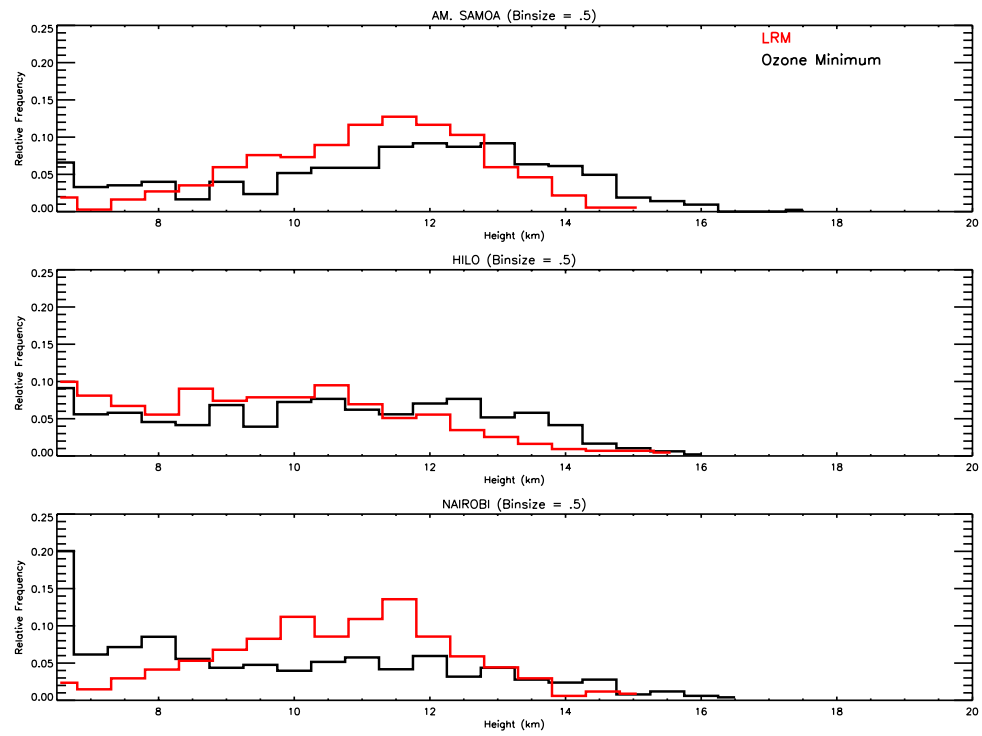 AM. SAMOA (Binsize = .5)
LRM
Ozone Minimum
Relative Frequency
0.25
0.20
0.15
0.10
0.05
0.00
8 10 12 14 16 18 20
Height (km)
HILO (Binsize = .5)
Relative Frequency
0.25
0.20
0.15
0.10
0.05
0.00
8 10 12 14 16 18 20
Height (km)
NAIROBI (Binsize = .5)
Relative Frequency
0.25
0.20
0.15
0.10
0.05
0.00
8 10 12 14 16 18 20
Height (km)